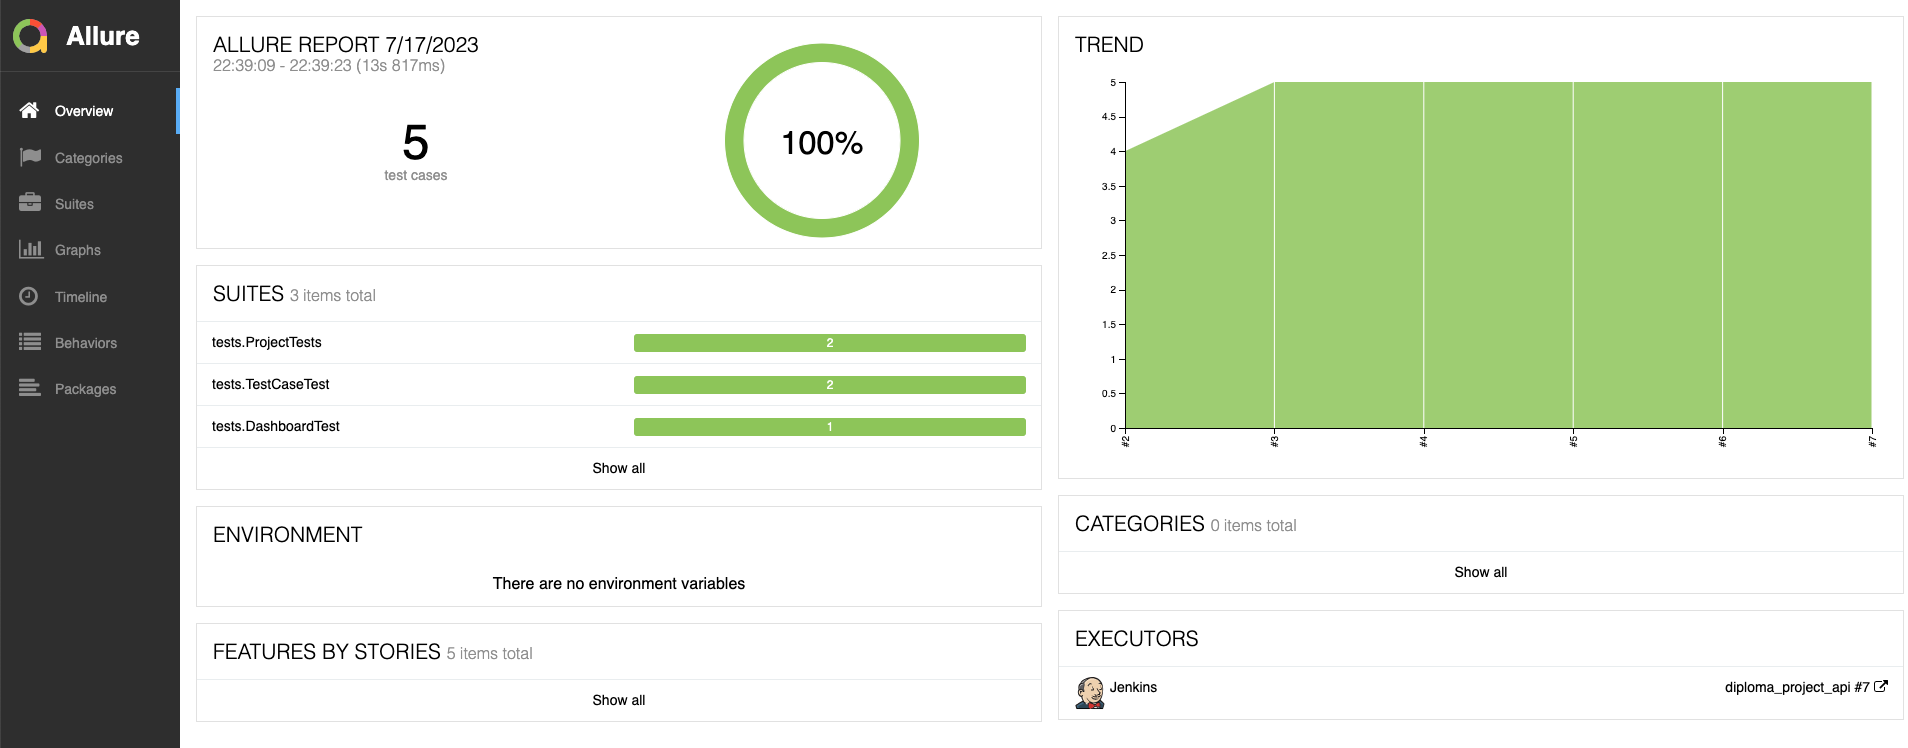 Allure
Overview
Categories
Suites
Graphs
Timeline
Behaviors
Packages
ALLURE REPORT 7/17/2023
22:39:09 - 22:39:23 (13s 817ms)
5
test cases
100%
SUITES 3 items total
tests.ProjectTests 2
tests.TestCaseTest 2
tests.DashboardTest 1
Show all
ENVIRONMENT
There are no environment variables
FEATURES BY STORIES 5 items total
Show all
TREND
5
4.5
4
3.5
3
2.5
2
1.5
1
0.5
0
#2 #3 #4 #5 #6 #7
CATEGORIES 0 items total
Show all
EXECUTORS
Jenkins diploma_project_api #7